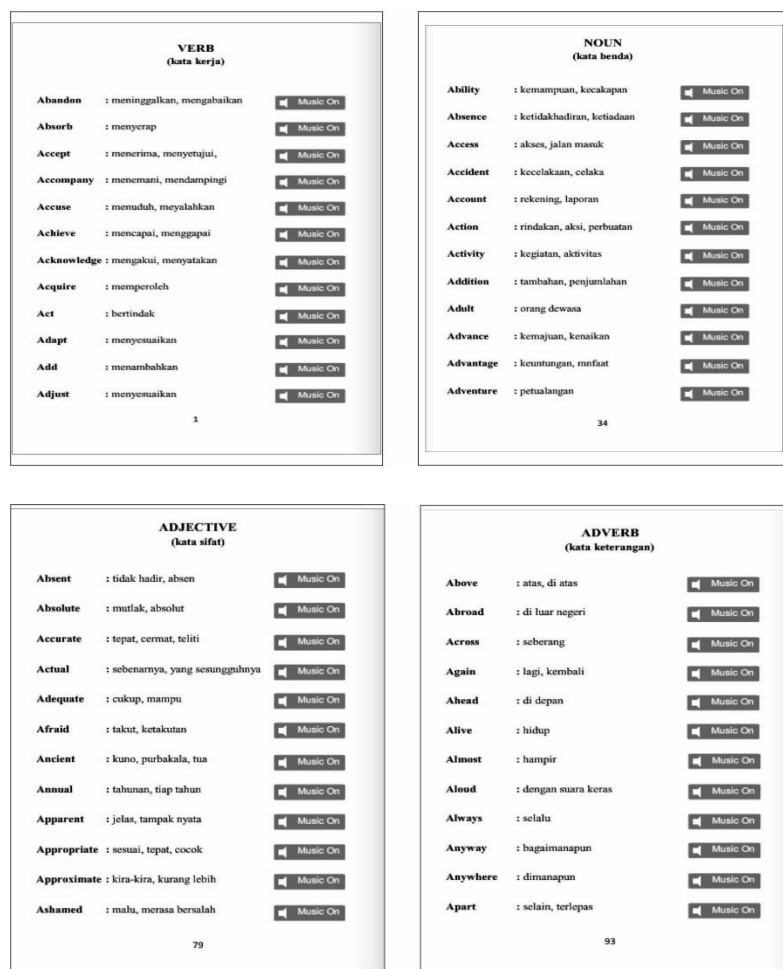 VERB
(kata kerja)
Abandon : meninggalkan, mengabaikan Music On
Absorb : menyerap Music On
Accept : menerima, menyetujui, Music On
Accompany : menemani, mendampingi Music On
Accuse : menuduh, meyalahkan Music On
Achieve : mencapai, menggapai Music On
Acknowledge : mengakui, menyatakan Music On
Acquire : memperoleh Music On
Act : bertindak Music On
Adapt : menyesuaikan Music On
Add : menambahkan Music On
Adjust : menyesuaikan Music On
1
NOUN
(kata benda)
Ability : kemampuan, kecakapan Music On
Absence : ketidakhadiran, ketiadaan Music On
Access : akses, jalan masuk Music On
Accident : kecelakaan, celaka Music On
Account : rekening, laporan Music On
Action : rindakan, aksi, perbuatan Music On
Activity : kegiatan, aktivitas Music On
Addition : tambahan, penjumlahan Music On
Adult : orang dewasa Music On
Advance : kemajuan, kenaikan Music On
Advantage : keuntungan, mnfaat Music On
Adventure : petualangan Music On
34
ADJECTIVE
(kata sifat)
Absent : tidak hadir, absen Music On
Absolute : mutlak, absolut Music On
Accurate : tepat, cermat, teliti Music On
Actual : sebenarnya, yang sesungguhnya Music On
Adequate : cukup, mampu Music On
Afraid : takut, ketakutan Music On
Ancient : kuno, purbakala, tua Music On
Annual : tahunan, tiap tahun Music On
Apparent : jelas, tampak nyata Music On
Appropriate : sesuai, tepat, cocok Music On
Approximate : kira-kira, kurang lebih Music On
Ashamed : malu, merasa bersalah Music On
79
ADVERB
(kata keterangan)
Above : atas, di atas Music On
Abroad : di luar negeri Music On
Across : seberang Music On
Again : lagi, kembali Music On
Ahead : di depan Music On
Alive : hidup Music On
Almost : hampir Music On
Aloud : dengan suara keras Music On
Always : selalu Music On
Anyway : bagaimanapun Music On
Anywhere : dimanapun Music On
Apart : selain, terlepas Music On
93